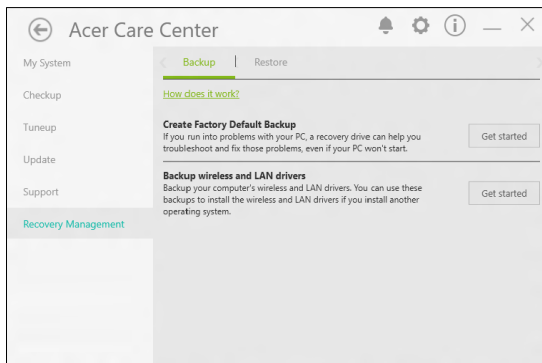 Acer Care Center
My System
Checkup
Tuneup
Update
Support
Recovery Management
Backup
Restore
How does it work?
Create Factory Default Backup
If you run into problems with your PC, a recovery drive can help you
troubleshoot and fix those problems, even if your PC won't start.
Get started
Backup wireless and LAN drivers
Backup your computer's wireless and LAN drivers. You can use these
backups to install the wireless and LAN drivers if you install another
operating system.
Get started